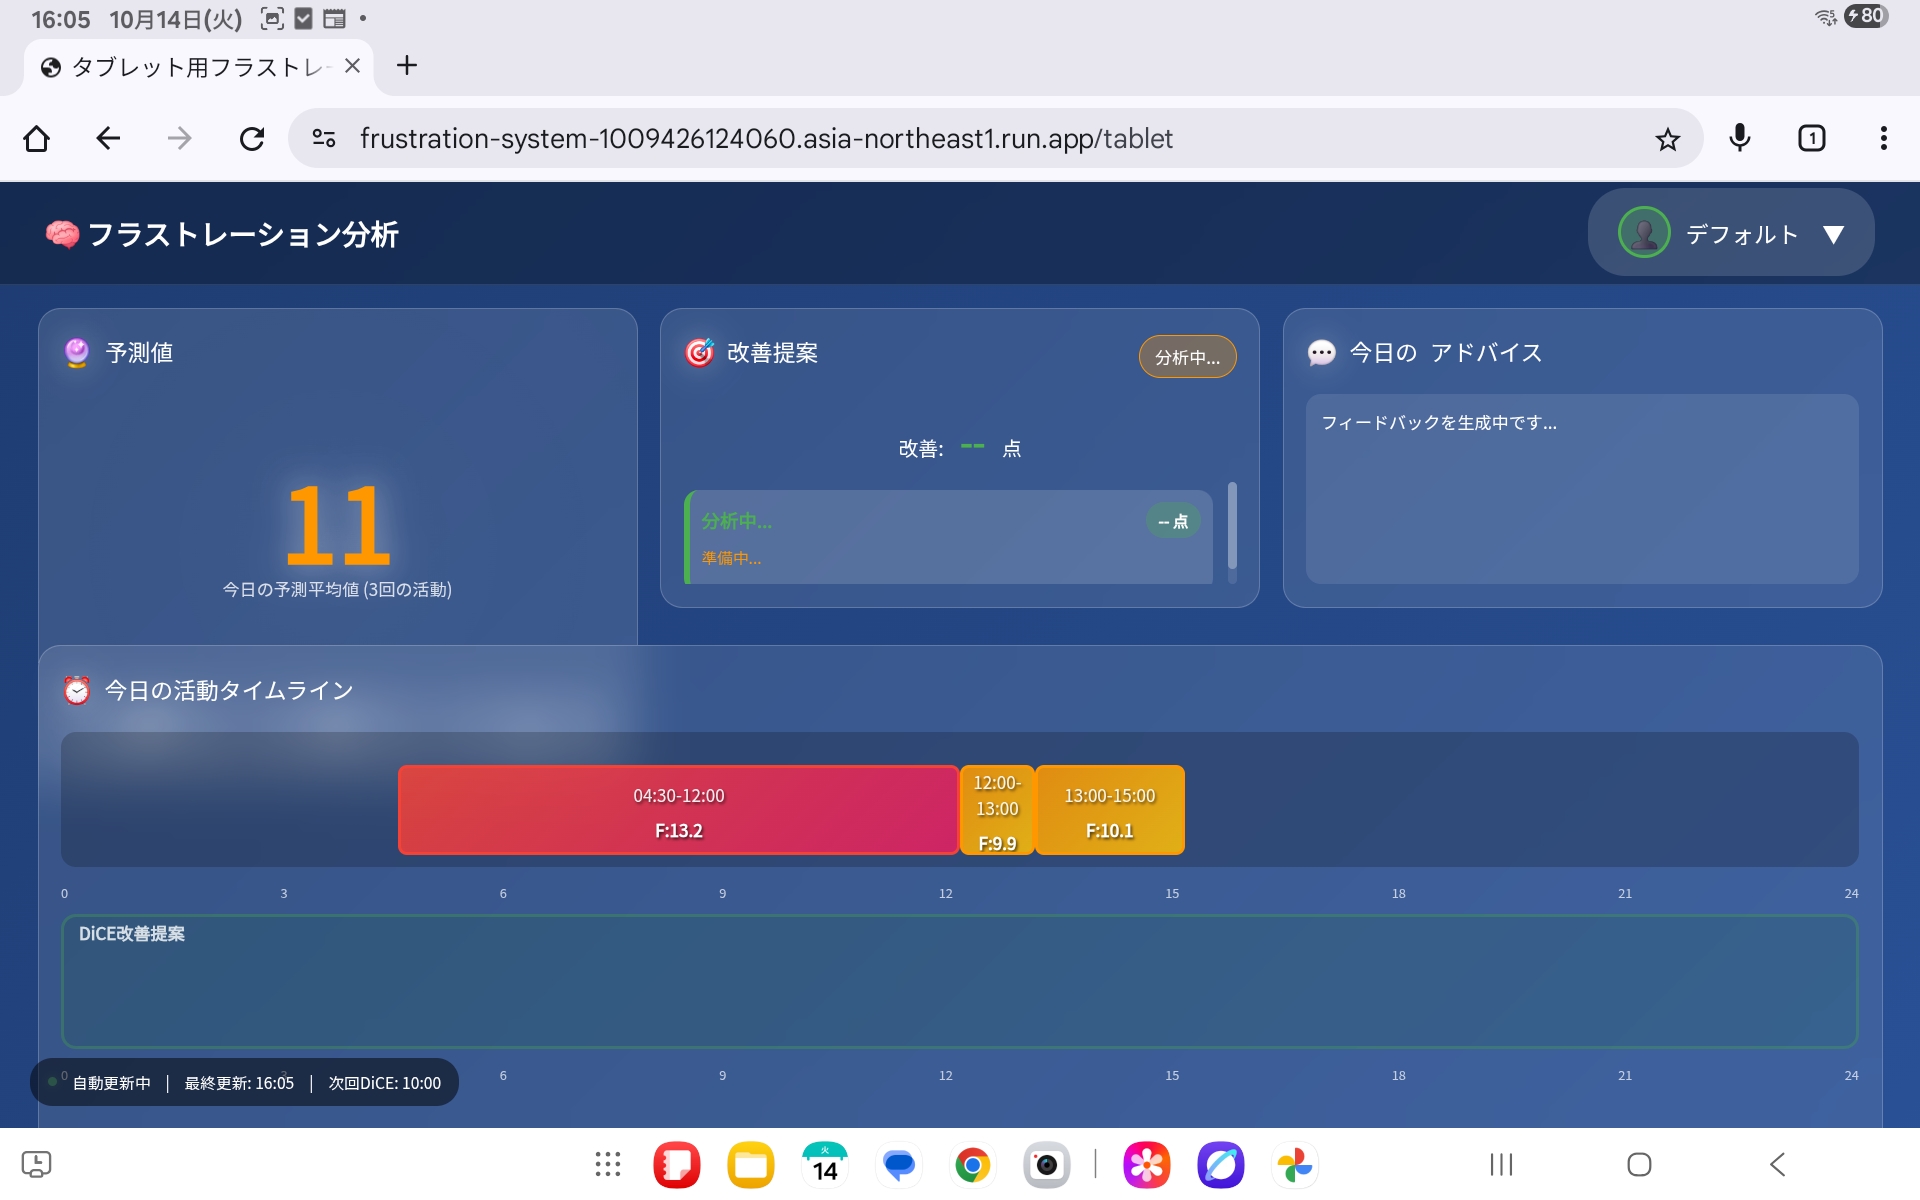 16:05 10月14日(火)
80
タブレット用フラストレー
frustration-system-1009426124060.asia-northeast1.run.app/tablet
1
フラストレーション分析
デフォルト ▼
予測値
11
今日の予測平均値 (3回の活動)
改善提案
分析中...
改善: -- 点
分析中...
-- 点
準備中...
今日の アドバイス
フィードバックを生成中です...
今日の活動タイムライン
04:30-12:00
F:13.2
12:00-
13:00
F:9.9
13:00-15:00
F:10.1
0 3 6 9 12 15 18 21 24
DiCE改善提案
0 3 6 9 12 15 18 21 24
自動更新中 | 最終更新: 16:05 | 次回DiCE: 10:00
火
14